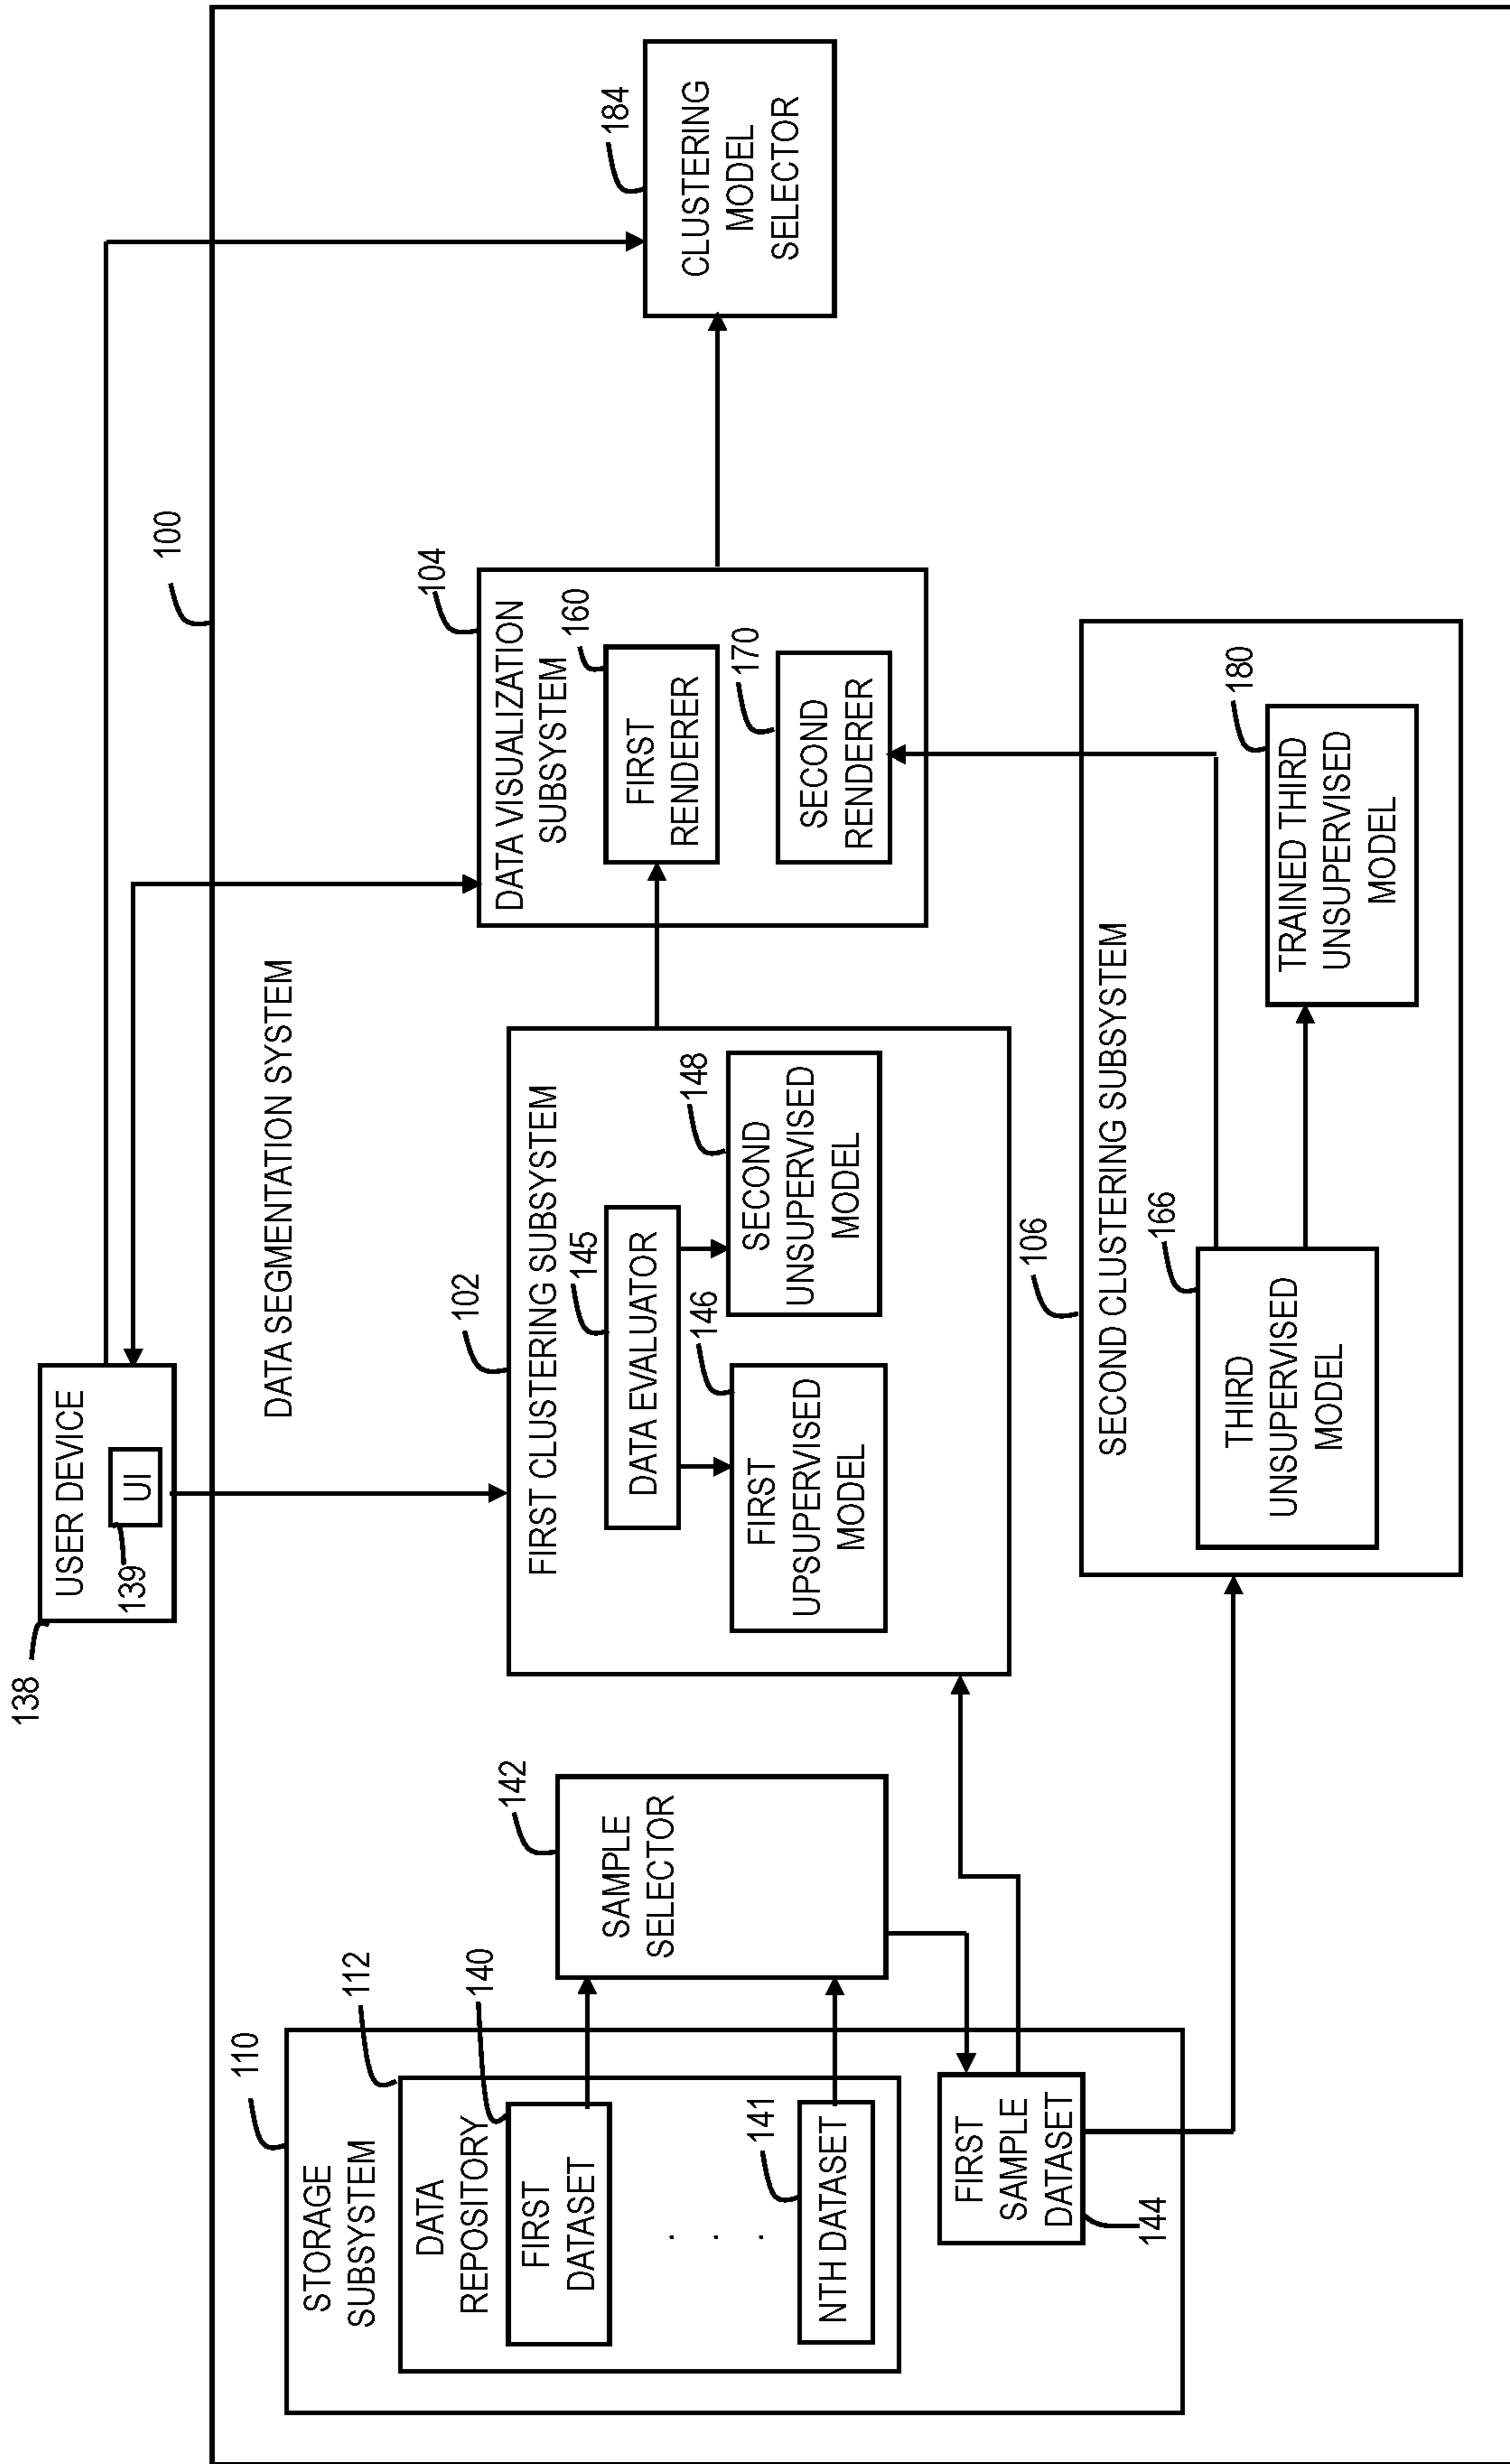 138
USER DEVICE
UI
139
100
DATA SEGMENTATION SYSTEM
110
STORAGE
SUBSYSTEM
112
DATA
REPOSITORY
140
FIRST
DATASET
. . .
141
NTH DATASET
FIRST
SAMPLE
DATASET
144
142
SAMPLE
SELECTOR
102
FIRST CLUSTERING SUBSYSTEM
145
DATA EVALUATOR
146
FIRST
UPSUPERVISED
MODEL
148
SECOND
UNSUPERVISED
MODEL
104
DATA VISUALIZATION
SUBSYSTEM
160
FIRST
RENDERER
170
SECOND
RENDERER
184
CLUSTERING
MODEL
SELECTOR
106
SECOND CLUSTERING SUBSYSTEM
166
THIRD
UNSUPERVISED
MODEL
180
TRAINED THIRD
UNSUPERVISED
MODEL